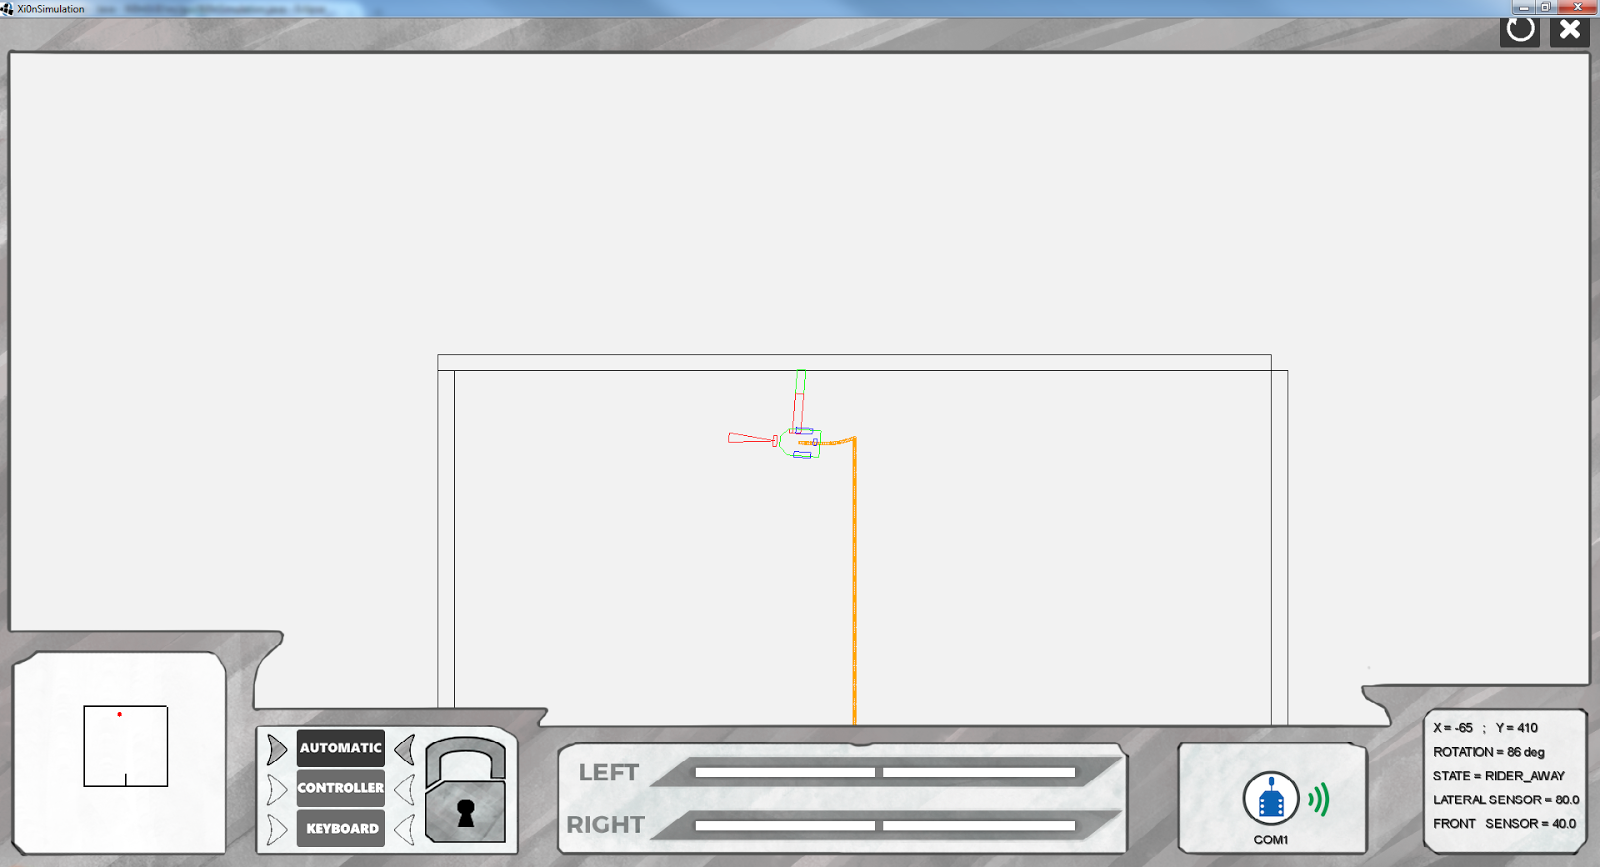 Xi0nSimulation
AUTOMATIC
CONTROLLER
KEYBOARD
LEFT
RIGHT
COM1
X = -65 ; Y = 410
ROTATION = 86 deg
STATE = RIDER_AWAY
LATERAL SENSOR = 80.0
FRONT SENSOR = 40.0